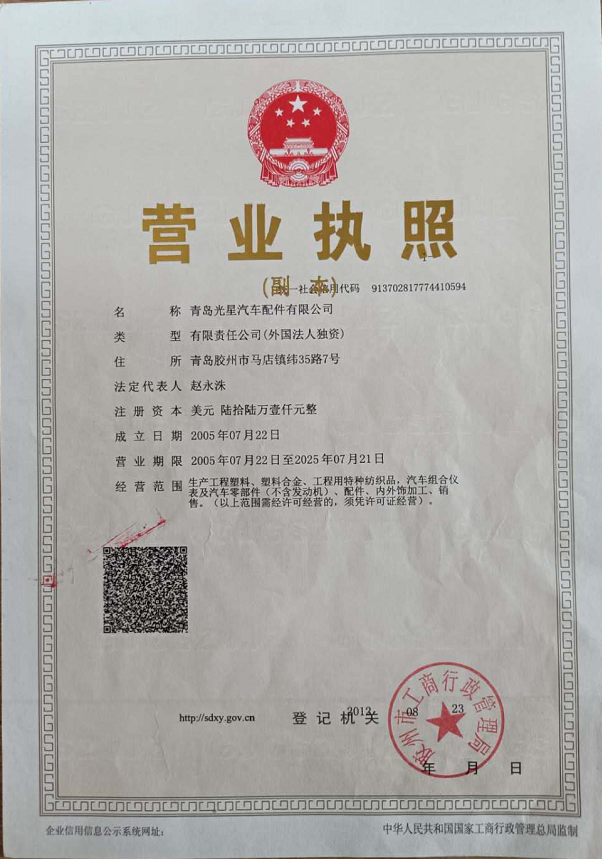 营业执照
(副本)
统一社会信用代码 913702817774410594
名称 青岛光星汽车配件有限公司
类型 有限责任公司(外国法人独资)
住所 青岛胶州市马店镇纬35路7号
法定代表人 赵永洙
注册资本 美元 陆拾陆万壹仟元整
成立日期 2005年07月22日
营业期限 2005年07月22日至2025年07月21日
经营范围 生产工程塑料、塑料合金、工程用特种纺织品，汽车组合仪
表及汽车零部件（不含发动机）、配件、内外饰加工、销
售。（以上范围需经许可经营的，须凭许可证经营）。
http://sdxy.gov.cn
登记机关
胶州市工商行政管理局
08 23
年 月 日
企业信用信息公示系统网址：
中华人民共和国国家工商行政管理总局监制